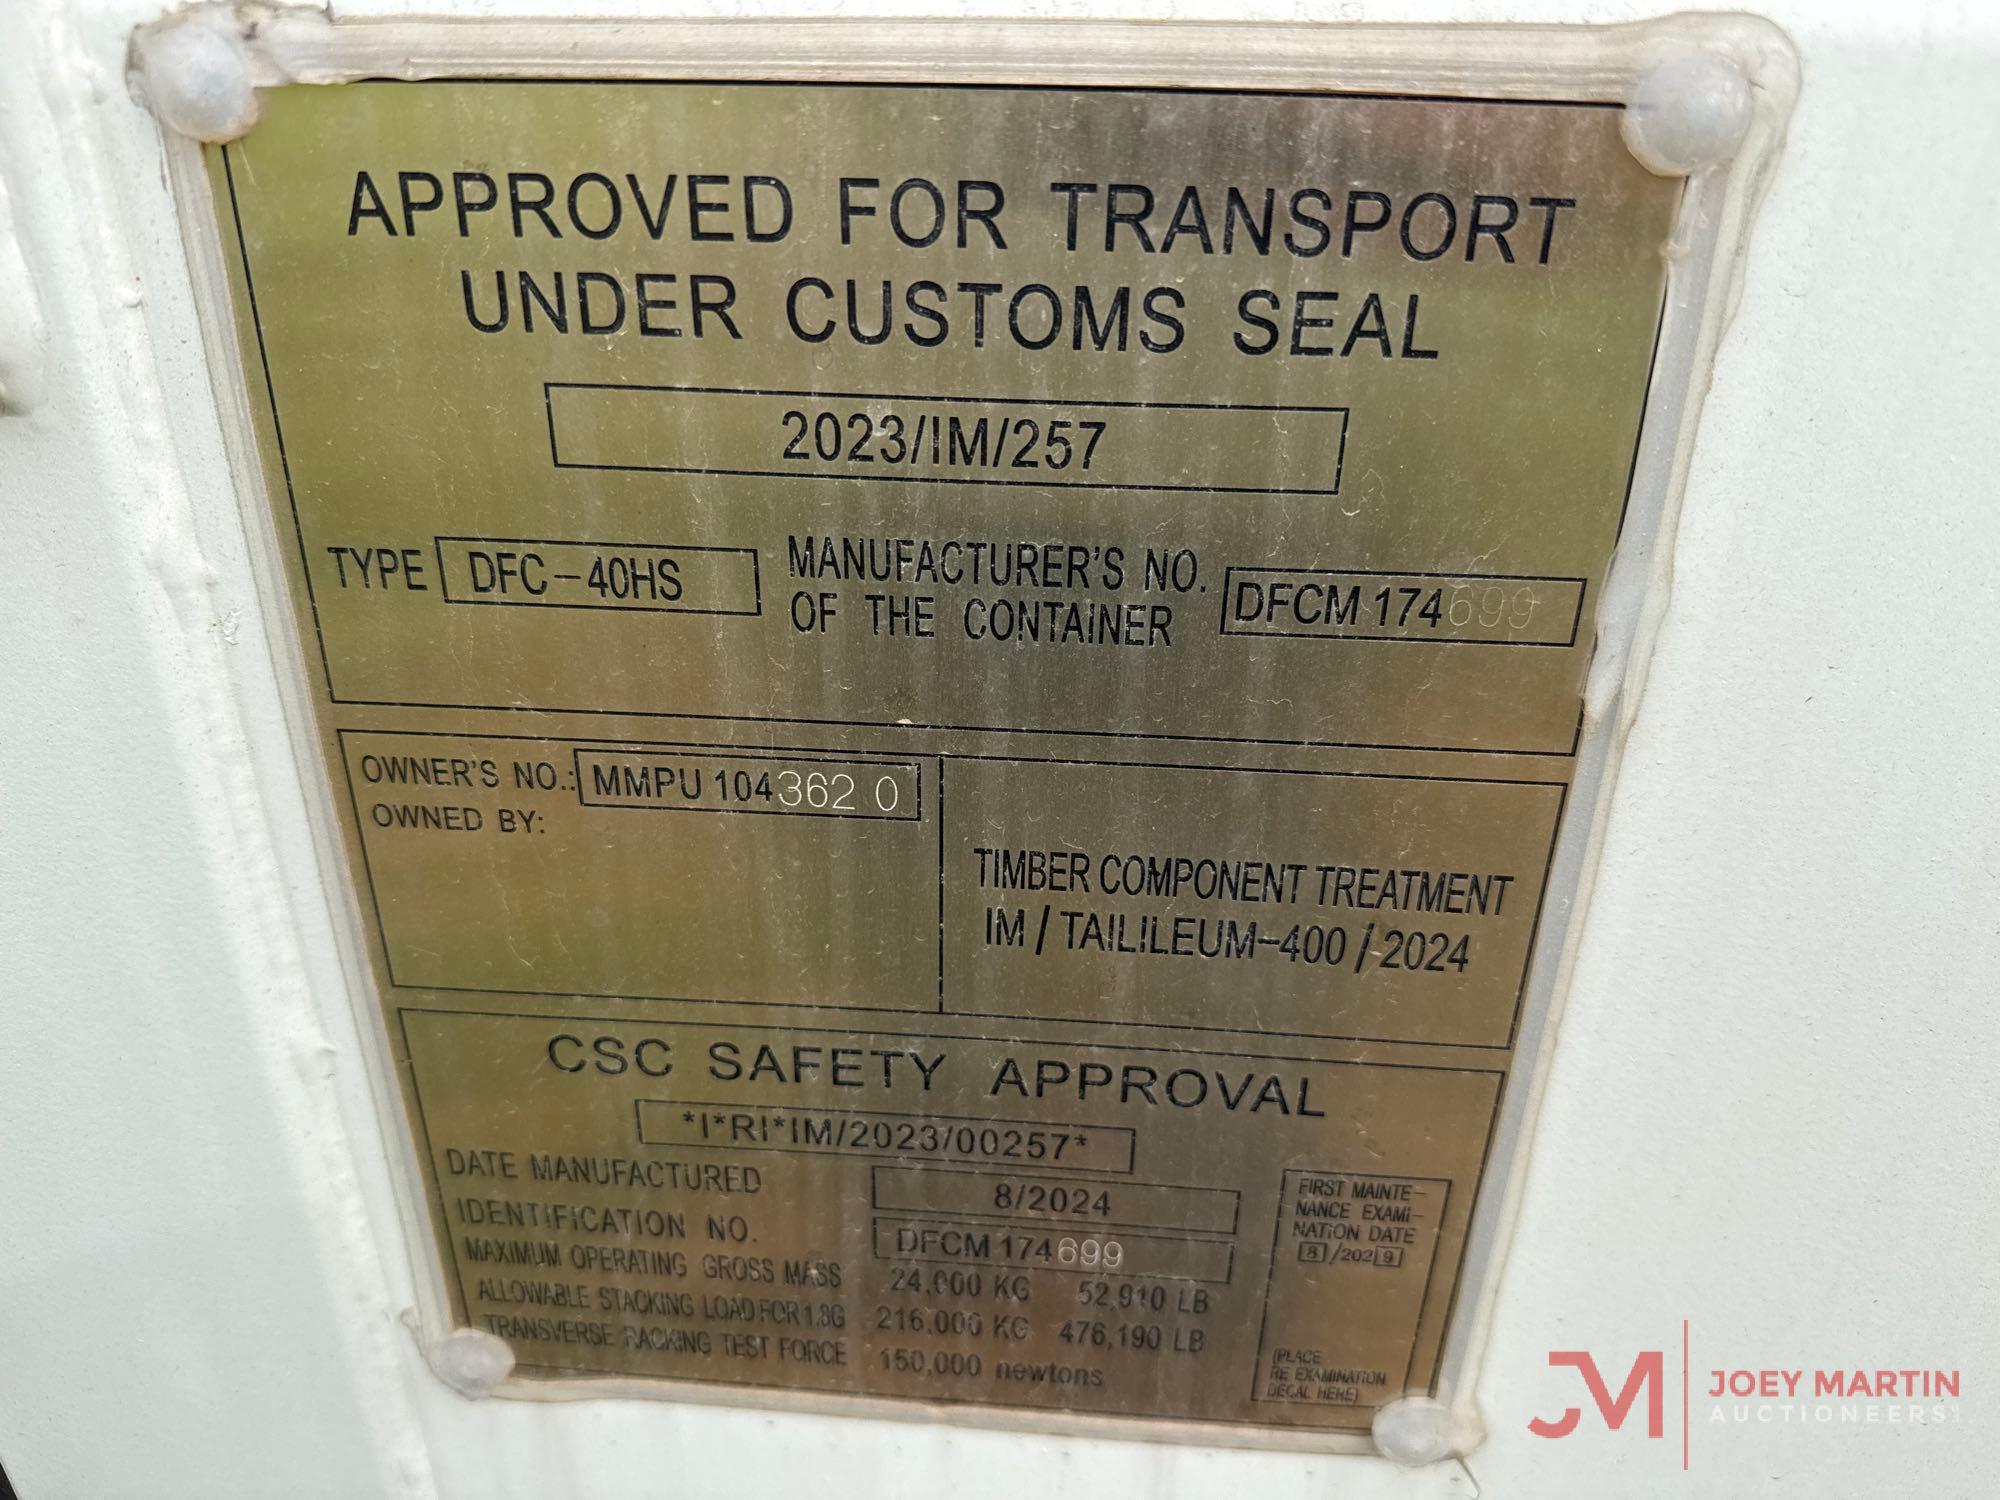 APPROVED FOR TRANSPORT
UNDER CUSTOMS SEAL
2023/IM/257
TYPE DFC-40HS
MANUFACTURER'S NO.
OF THE CONTAINER
DFCM 174699
OWNER'S NO.: MMPU 104362 0
OWNED BY:
TIMBER COMPONENT TREATMENT
IM / TAILILEUM-400 / 2024
CSC SAFETY APPROVAL
*I*RI*IM/2023/00257*
DATE MANUFACTURED 8/2024
IDENTIFICATION NO. DFCM 174699
MAXIMUM OPERATING GROSS MASS 24,000 KG 52,910 LB
ALLOWABLE STACKING LOAD FOR 1.8G 216,000 KG 476,190 LB
TRANSVERSE RACKING TEST FORCE 150,000 newtons
FIRST MAINTE-
NANCE EXAMI-
NATION DATE
8/2029
(PLACE
RE EXAMINATION
DECAL HERE)
JM
JOEY MARTIN
AUCTIONEERS